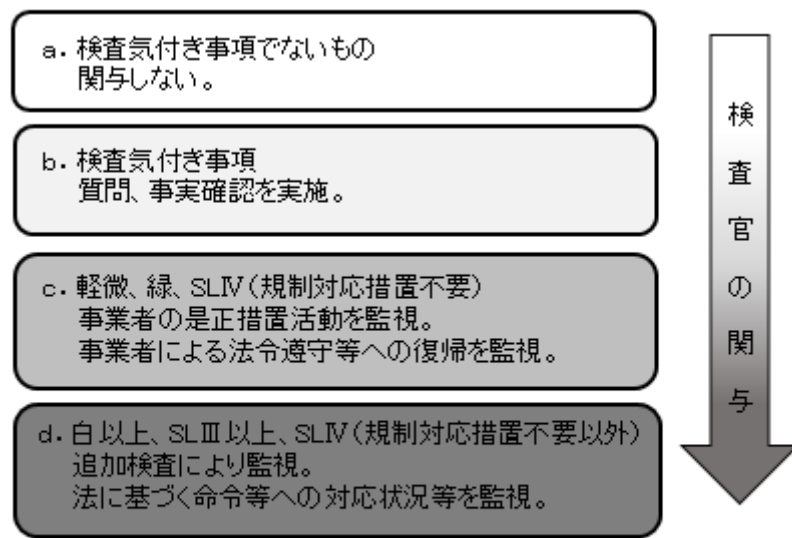 a．検査気付き事項でないもの
関与しない。
b．検査気付き事項
質問、事実確認を実施。
c．軽微、緑、SLⅣ（規制対応措置不要）
事業者の是正措置活動を監視。
事業者による法令遵守等への復帰を監視。
d．白以上、SLⅢ以上、SLⅣ（規制対応措置不要以外）
追加検査により監視。
法に基づく命令等への対応状況等を監視。
検査官の関与